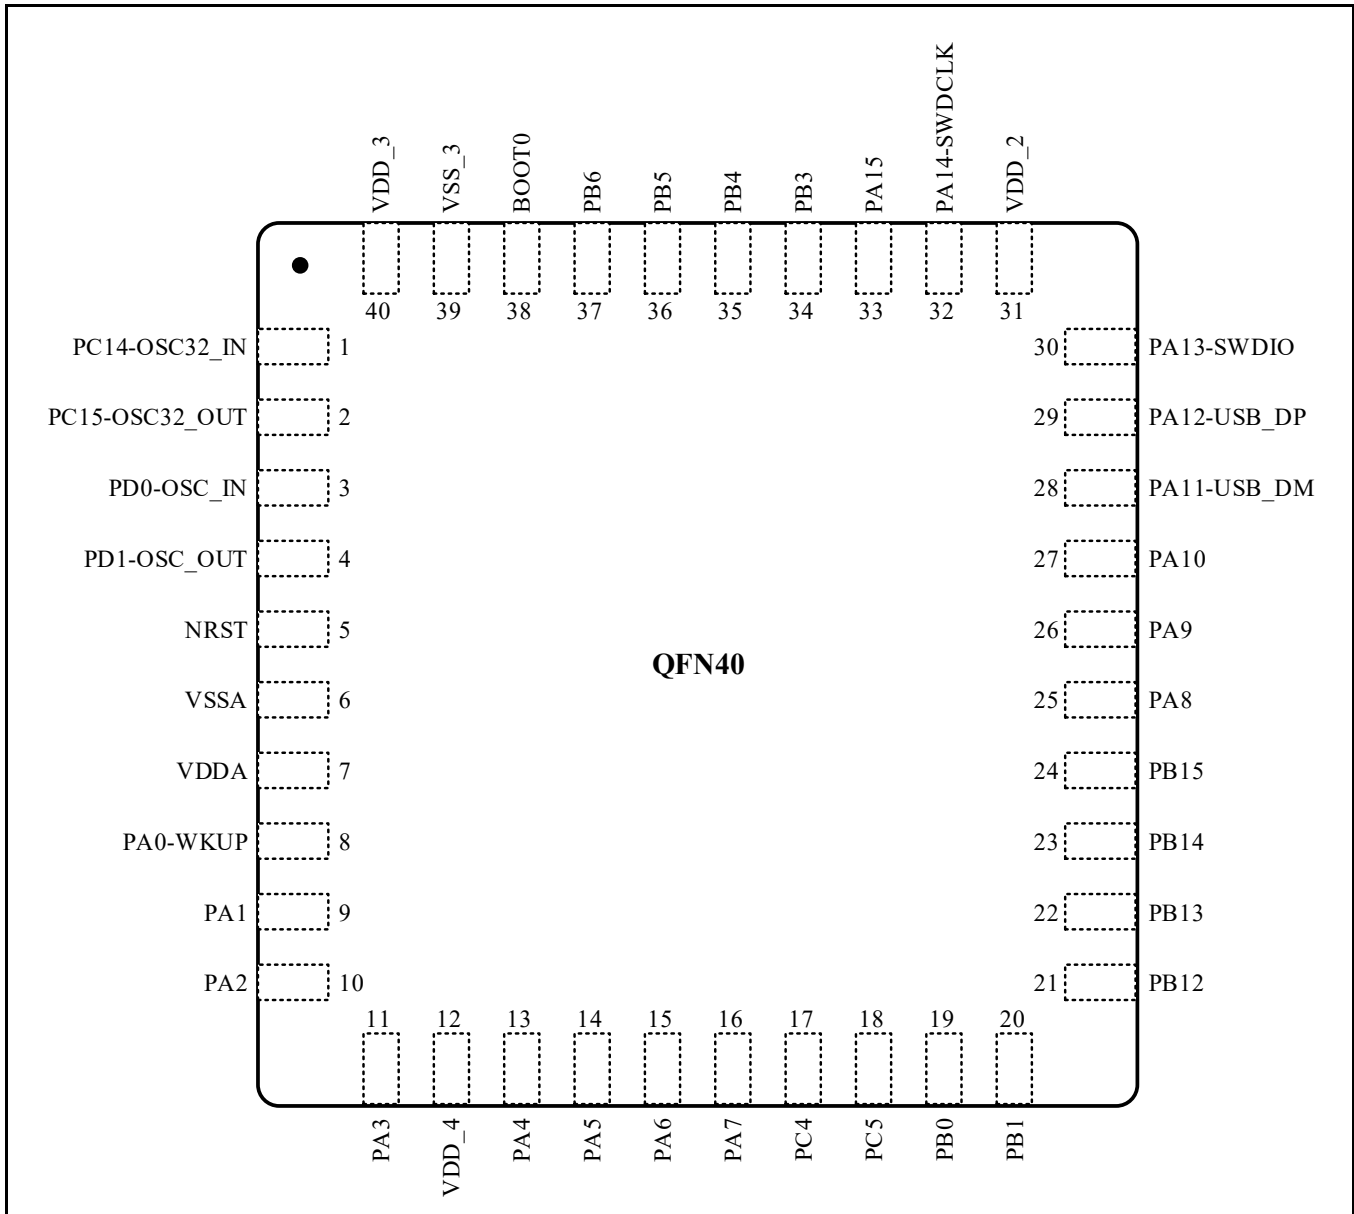 VDD_3
VSS_3
BOOT0
PB6
PB5
PB4
PB3
PA15
PA14-SWDCLK
VDD_2
40
39
38
37
36
35
34
33
32
31
PC14-OSC32_IN 1
30 PA13-SWDIO
PC15-OSC32_OUT 2
29 PA12-USB_DP
PD0-OSC_IN 3
28 PA11-USB_DM
PD1-OSC_OUT 4
27 PA10
NRST 5
26 PA9
QFN40
VSSA 6
25 PA8
VDDA 7
24 PB15
PA0-WKUP 8
23 PB14
PA1 9
22 PB13
PA2 10
21 PB12
11
12
13
14
15
16
17
18
19
20
PA3
VDD_4
PA4
PA5
PA6
PA7
PC4
PC5
PB0
PB1